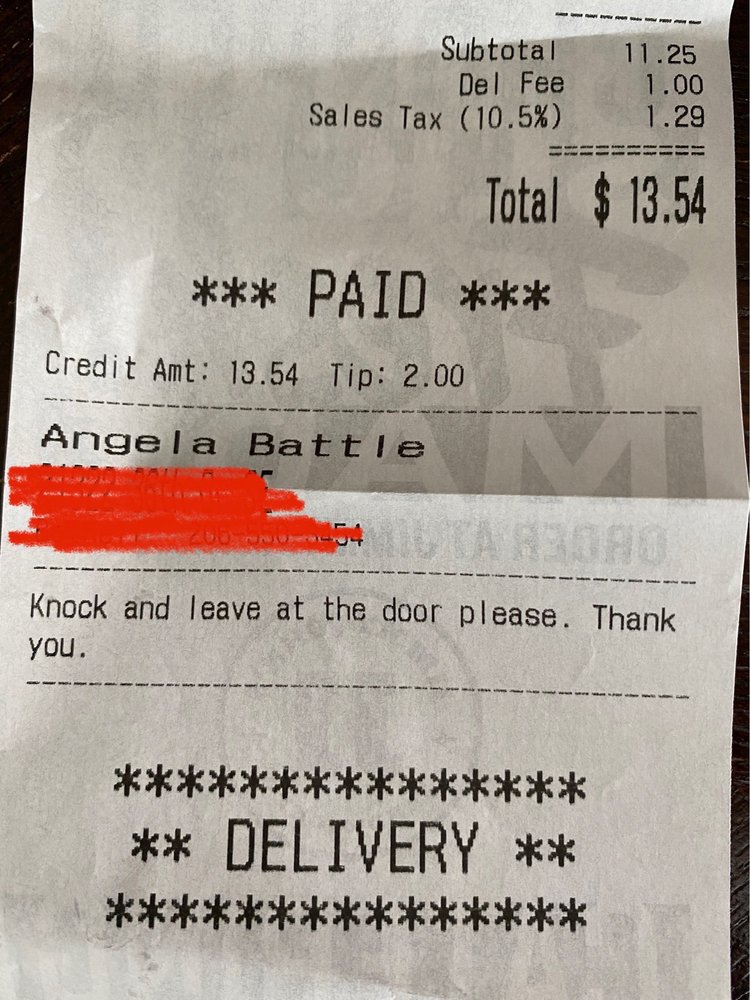 Subtotal 11.25
Del Fee 1.00
Sales Tax (10.5%) 1.29
==========
Total $ 13.54
*** PAID ***
Credit Amt: 13.54 Tip: 2.00
Angela Battle
Knock and leave at the door please. Thank
you.
***************
** DELIVERY **
***************